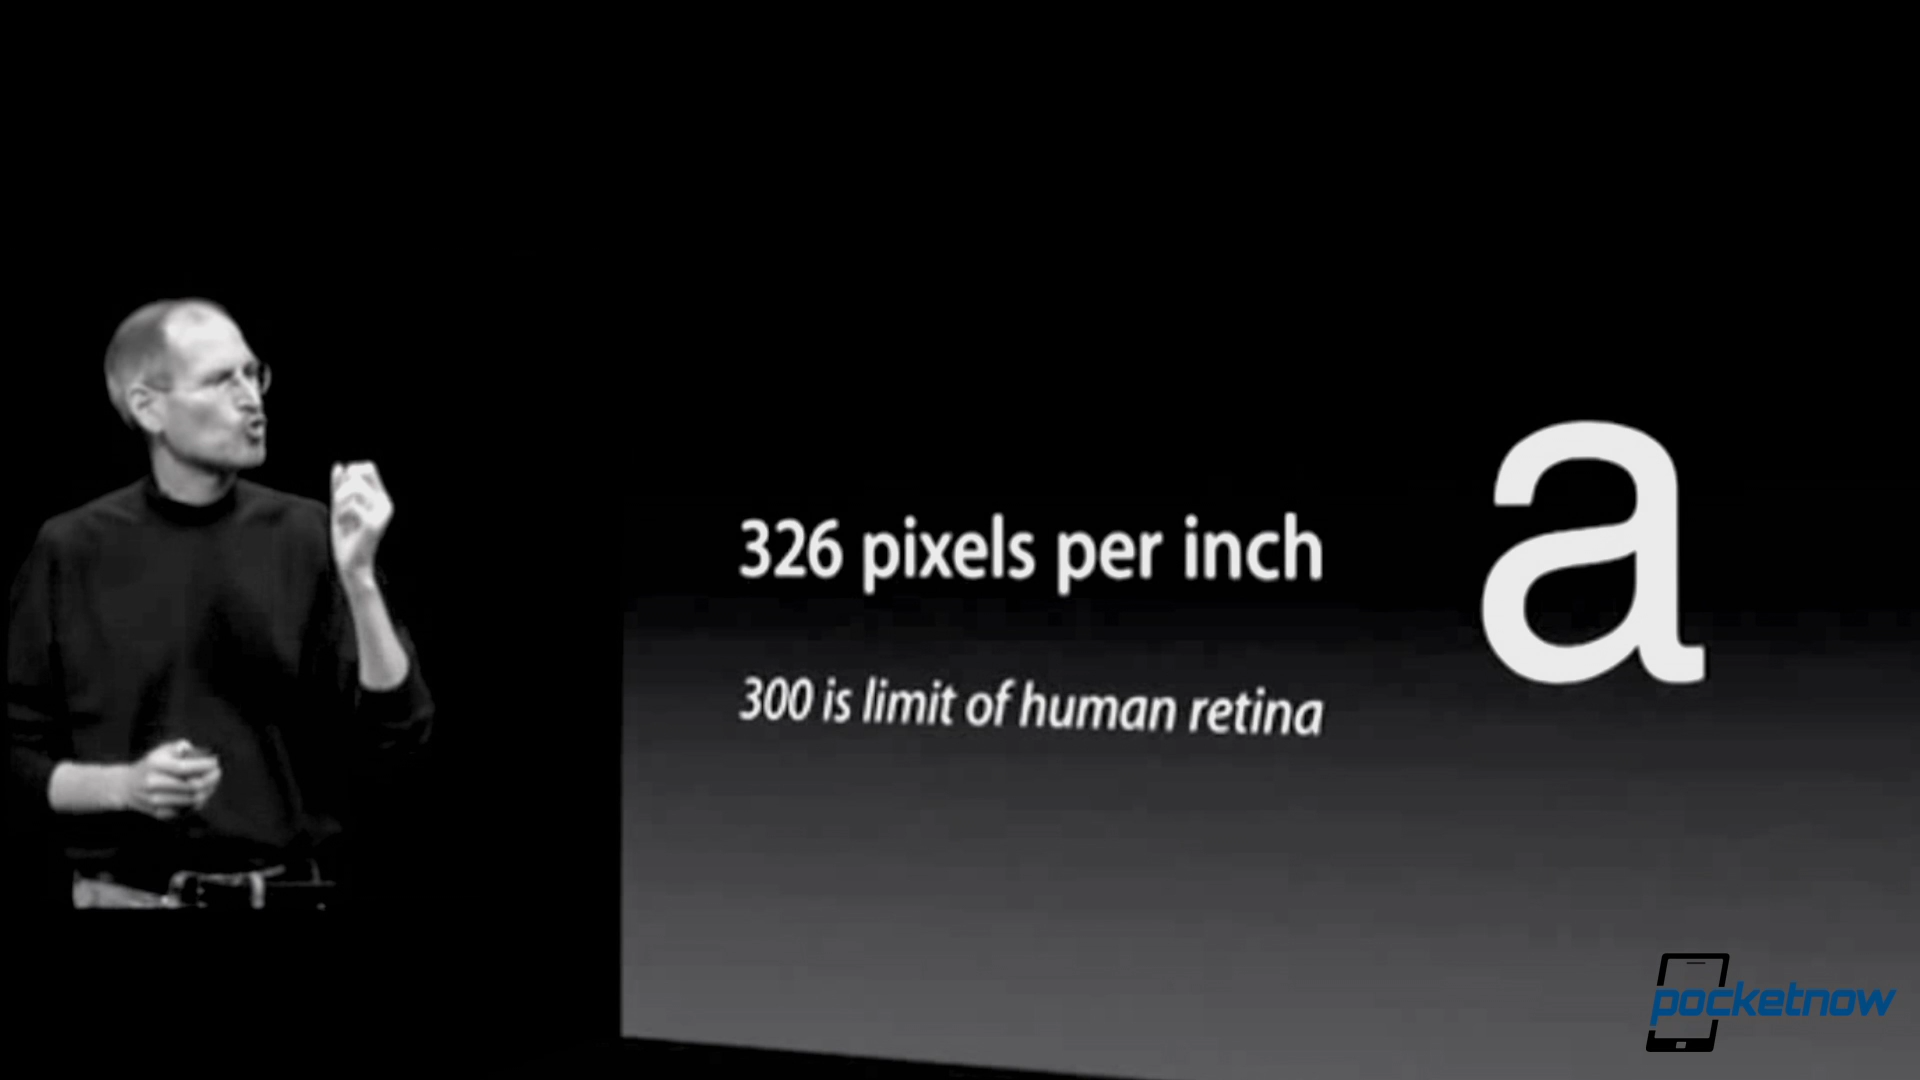 326 pixels per inch
a
300 is limit of human retina
pocketnow